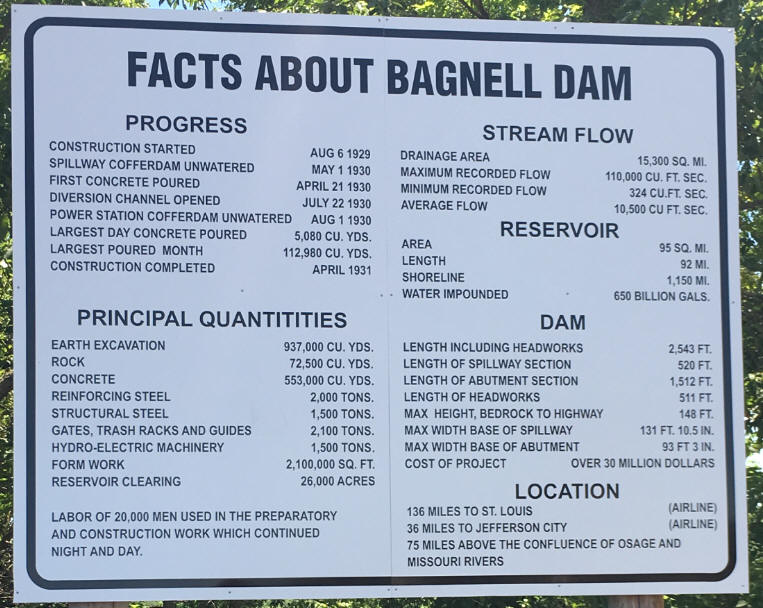 FACTS ABOUT BAGNELL DAM
PROGRESS
CONSTRUCTION STARTED AUG 6 1929
SPILLWAY COFFERDAM UNWATERED MAY 1 1930
FIRST CONCRETE POURED APRIL 21 1930
DIVERSION CHANNEL OPENED JULY 22 1930
POWER STATION COFFERDAM UNWATERED AUG 1 1930
LARGEST DAY CONCRETE POURED 5,080 CU. YDS.
LARGEST POURED MONTH 112,980 CU. YDS.
CONSTRUCTION COMPLETED APRIL 1931
PRINCIPAL QUANTITITIES
EARTH EXCAVATION 937,000 CU. YDS.
ROCK 72,500 CU. YDS.
CONCRETE 553,000 CU. YDS.
REINFORCING STEEL 2,000 TONS.
STRUCTURAL STEEL 1,500 TONS.
GATES, TRASH RACKS AND GUIDES 2,100 TONS.
HYDRO-ELECTRIC MACHINERY 1,500 TONS.
FORM WORK 2,100,000 SQ. FT.
RESERVOIR CLEARING 26,000 ACRES
LABOR OF 20,000 MEN USED IN THE PREPARATORY
AND CONSTRUCTION WORK WHICH CONTINUED
NIGHT AND DAY.
STREAM FLOW
DRAINAGE AREA 15,300 SQ. MI.
MAXIMUM RECORDED FLOW 110,000 CU. FT. SEC.
MINIMUM RECORDED FLOW 324 CU.FT. SEC.
AVERAGE FLOW 10,500 CU FT. SEC.
RESERVOIR
AREA 95 SQ. MI.
LENGTH 92 MI.
SHORELINE 1,150 MI.
WATER IMPOUNDED 650 BILLION GALS.
DAM
LENGTH INCLUDING HEADWORKS 2,543 FT.
LENGTH OF SPILLWAY SECTION 520 FT.
LENGTH OF ABUTMENT SECTION 1,512 FT.
LENGTH OF HEADWORKS 511 FT.
MAX HEIGHT, BEDROCK TO HIGHWAY 148 FT.
MAX WIDTH BASE OF SPILLWAY 131 FT. 10.5 IN.
MAX WIDTH BASE OF ABUTMENT 93 FT 3 IN.
COST OF PROJECT OVER 30 MILLION DOLLARS
LOCATION
136 MILES TO ST. LOUIS (AIRLINE)
36 MILES TO JEFFERSON CITY (AIRLINE)
75 MILES ABOVE THE CONFLUENCE OF OSAGE AND
MISSOURI RIVERS